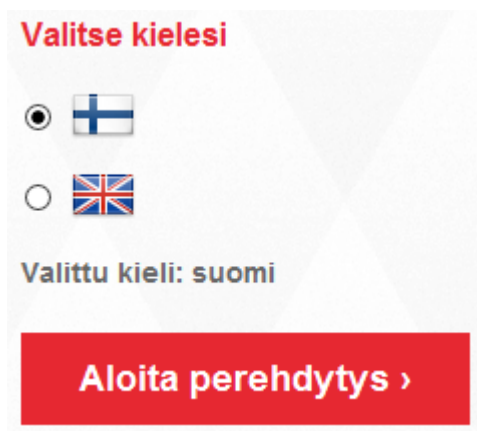 Valitse kielesi
Valittu kieli: suomi
Aloita perehdytys ›